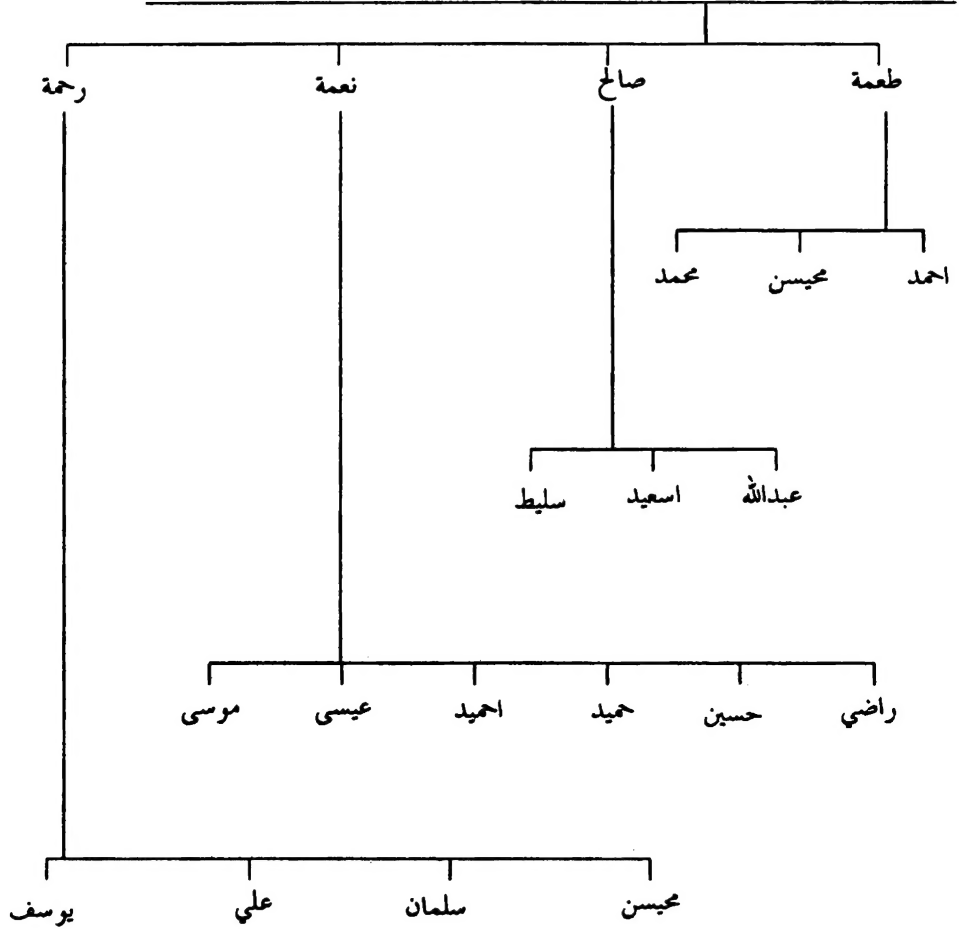 طعمة صالح نعمة رحمة
احمد محيسن محمد
عبدالله اسعيد سليط
راضي حسين حميد احميد عيسى موسى
محيسن سلمان علي يوسف